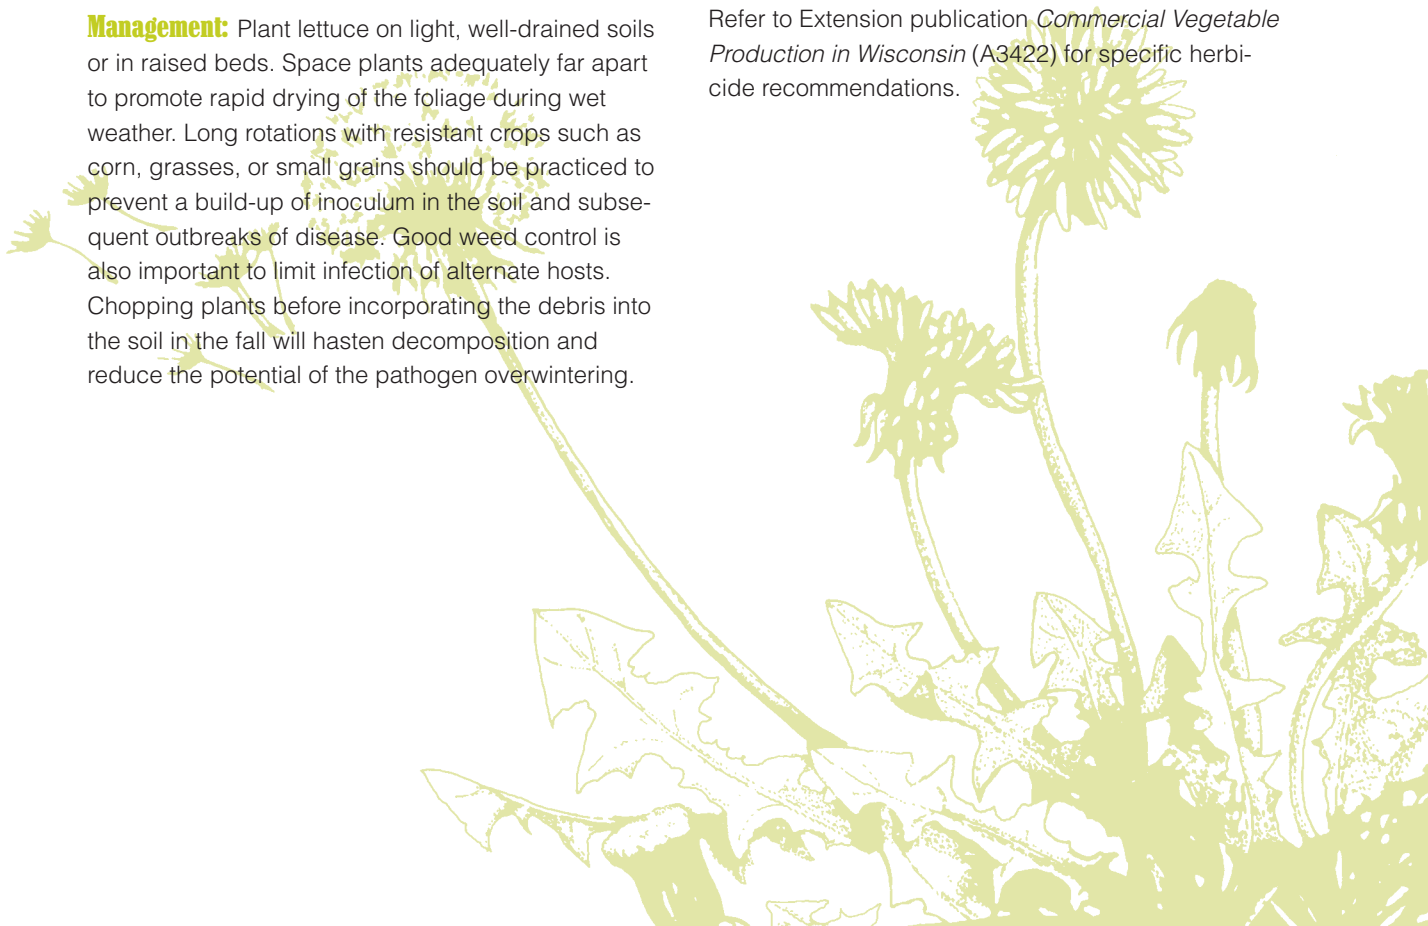 Management: Plant lettuce on light, well-drained soils
or in raised beds. Space plants adequately far apart
to promote rapid drying of the foliage during wet
weather. Long rotations with resistant crops such as
corn, grasses, or small grains should be practiced to
prevent a build-up of inoculum in the soil and subse-
quent outbreaks of disease. Good weed control is
also important to limit infection of alternate hosts.
Chopping plants before incorporating the debris into
the soil in the fall will hasten decomposition and
reduce the potential of the pathogen overwintering.
Refer to Extension publication Commercial Vegetable
Production in Wisconsin (A3422) for specific herbi-
cide recommendations.